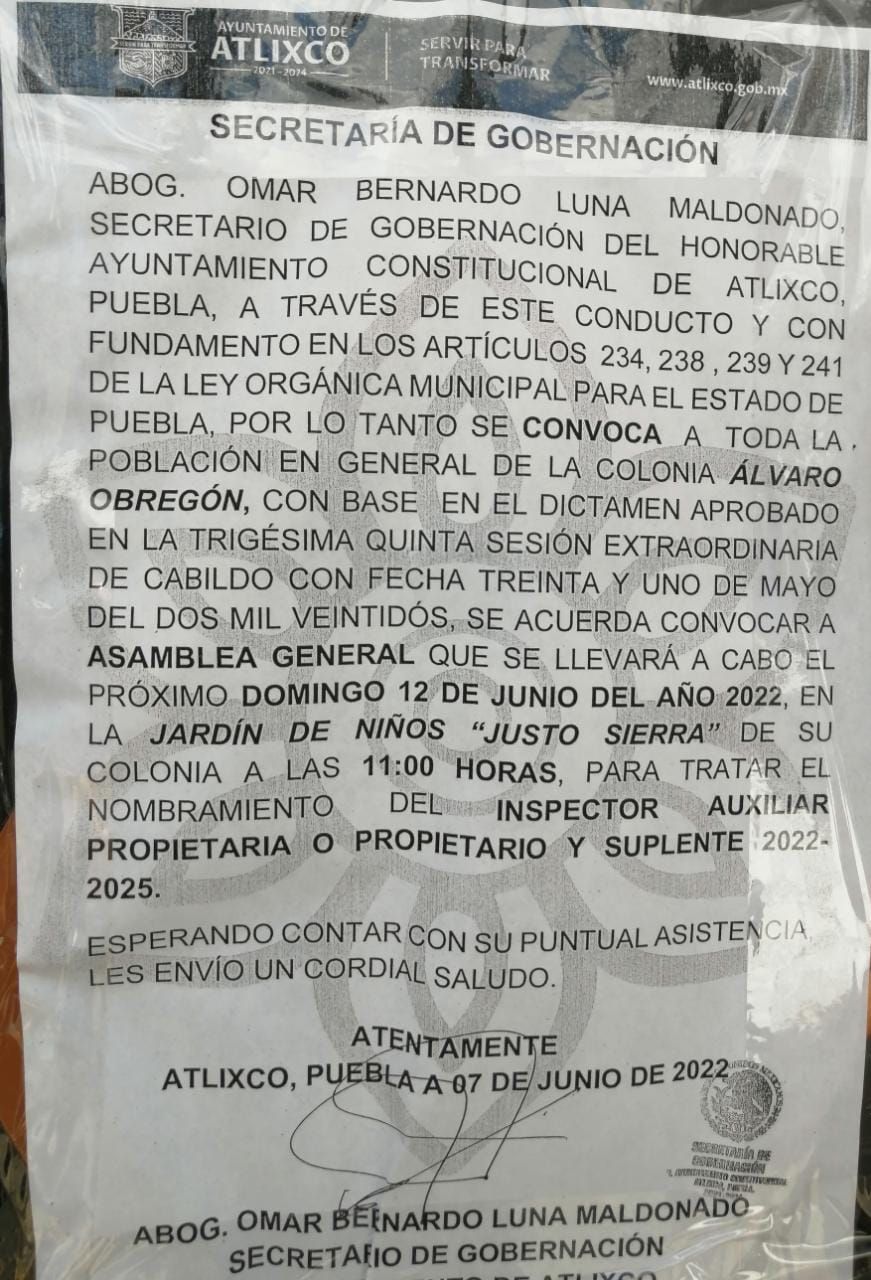 AYUNTAMIENTO DE
ATLIXCO
2021 - 2024
SERVIR PARA
TRANSFORMAR
www.atlixco.gob.mx
SECRETARÍA DE GOBERNACIÓN
ABOG. OMAR BERNARDO LUNA MALDONADO,
SECRETARIO DE GOBERNACIÓN DEL HONORABLE
AYUNTAMIENTO CONSTITUCIONAL DE ATLIXCO,
PUEBLA, A TRAVÉS DE ESTE CONDUCTO Y CON
FUNDAMENTO EN LOS ARTÍCULOS 234, 238 , 239 Y 241
DE LA LEY ORGÁNICA MUNICIPAL PARA EL ESTADO DE
PUEBLA, POR LO TANTO SE CONVOCA A TODA LA
POBLACIÓN EN GENERAL DE LA COLONIA ÁLVARO
OBREGÓN, CON BASE EN EL DICTAMEN APROBADO
EN LA TRIGÉSIMA QUINTA SESIÓN EXTRAORDINARIA
DE CABILDO CON FECHA TREINTA Y UNO DE MAYO
DEL DOS MIL VEINTIDÓS, SE ACUERDA CONVOCAR A
ASAMBLEA GENERAL QUE SE LLEVARÁ A CABO EL
PRÓXIMO DOMINGO 12 DE JUNIO DEL AÑO 2022, EN
LA JARDÍN DE NIÑOS “JUSTO SIERRA” DE SU
COLONIA A LAS 11:00 HORAS, PARA TRATAR EL
NOMBRAMIENTO DEL INSPECTOR AUXILIAR
PROPIETARIA O PROPIETARIO Y SUPLENTE 2022-
2025.
ESPERANDO CONTAR CON SU PUNTUAL ASISTENCIA,
LES ENVÍO UN CORDIAL SALUDO.
ATENTAMENTE
ATLIXCO, PUEBLA A 07 DE JUNIO DE 2022
SECRETARÍA DE
GOBERNACIÓN
AYUNTAMIENTO CONSTITUCIONAL
ATLIXCO, PUEBLA.
ABOG. OMAR BERNARDO LUNA MALDONADO
SECRETARIO DE GOBERNACIÓN
DE ATLIXCO